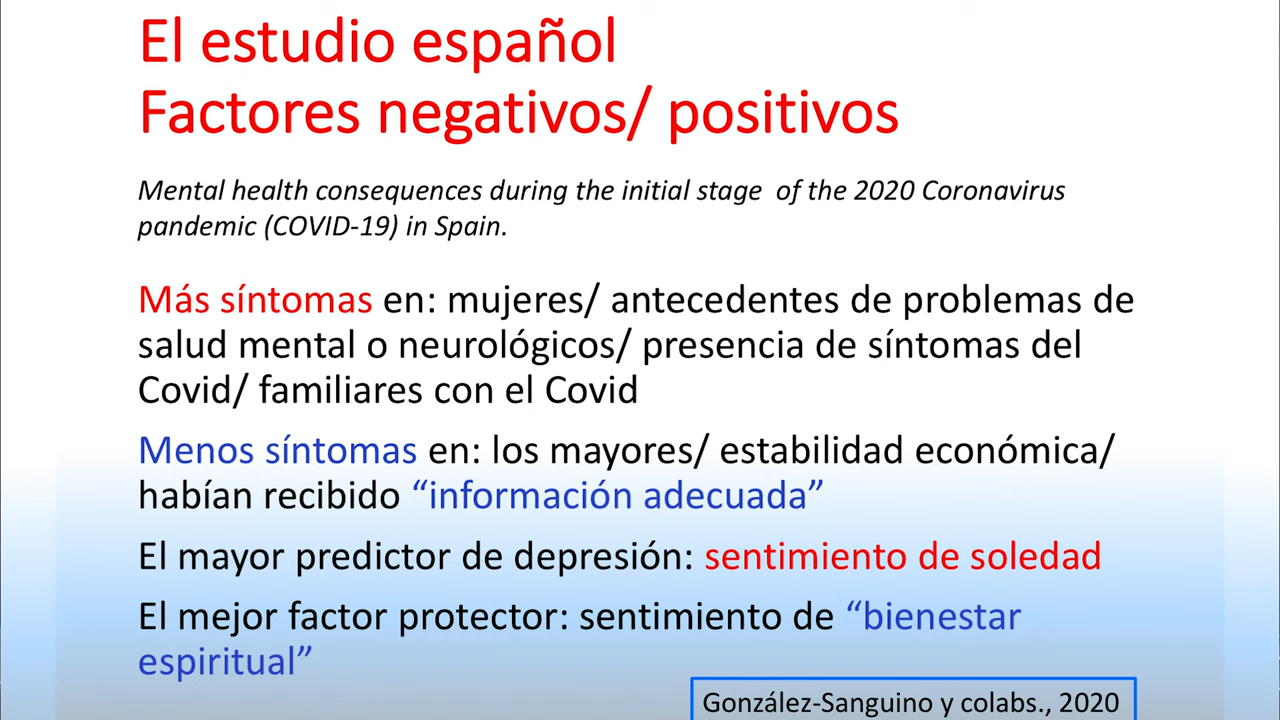 El estudio español
Factores negativos/ positivos
Mental health consequences during the initial stage of the 2020 Coronavirus
pandemic (COVID-19) in Spain.
Más síntomas en: mujeres/ antecedentes de problemas de
salud mental o neurológicos/ presencia de síntomas del
Covid/ familiares con el Covid
Menos síntomas en: los mayores/ estabilidad económica/
habían recibido “información adecuada”
El mayor predictor de depresión: sentimiento de soledad
El mejor factor protector: sentimiento de “bienestar
espiritual”
González-Sanguino y colabs., 2020